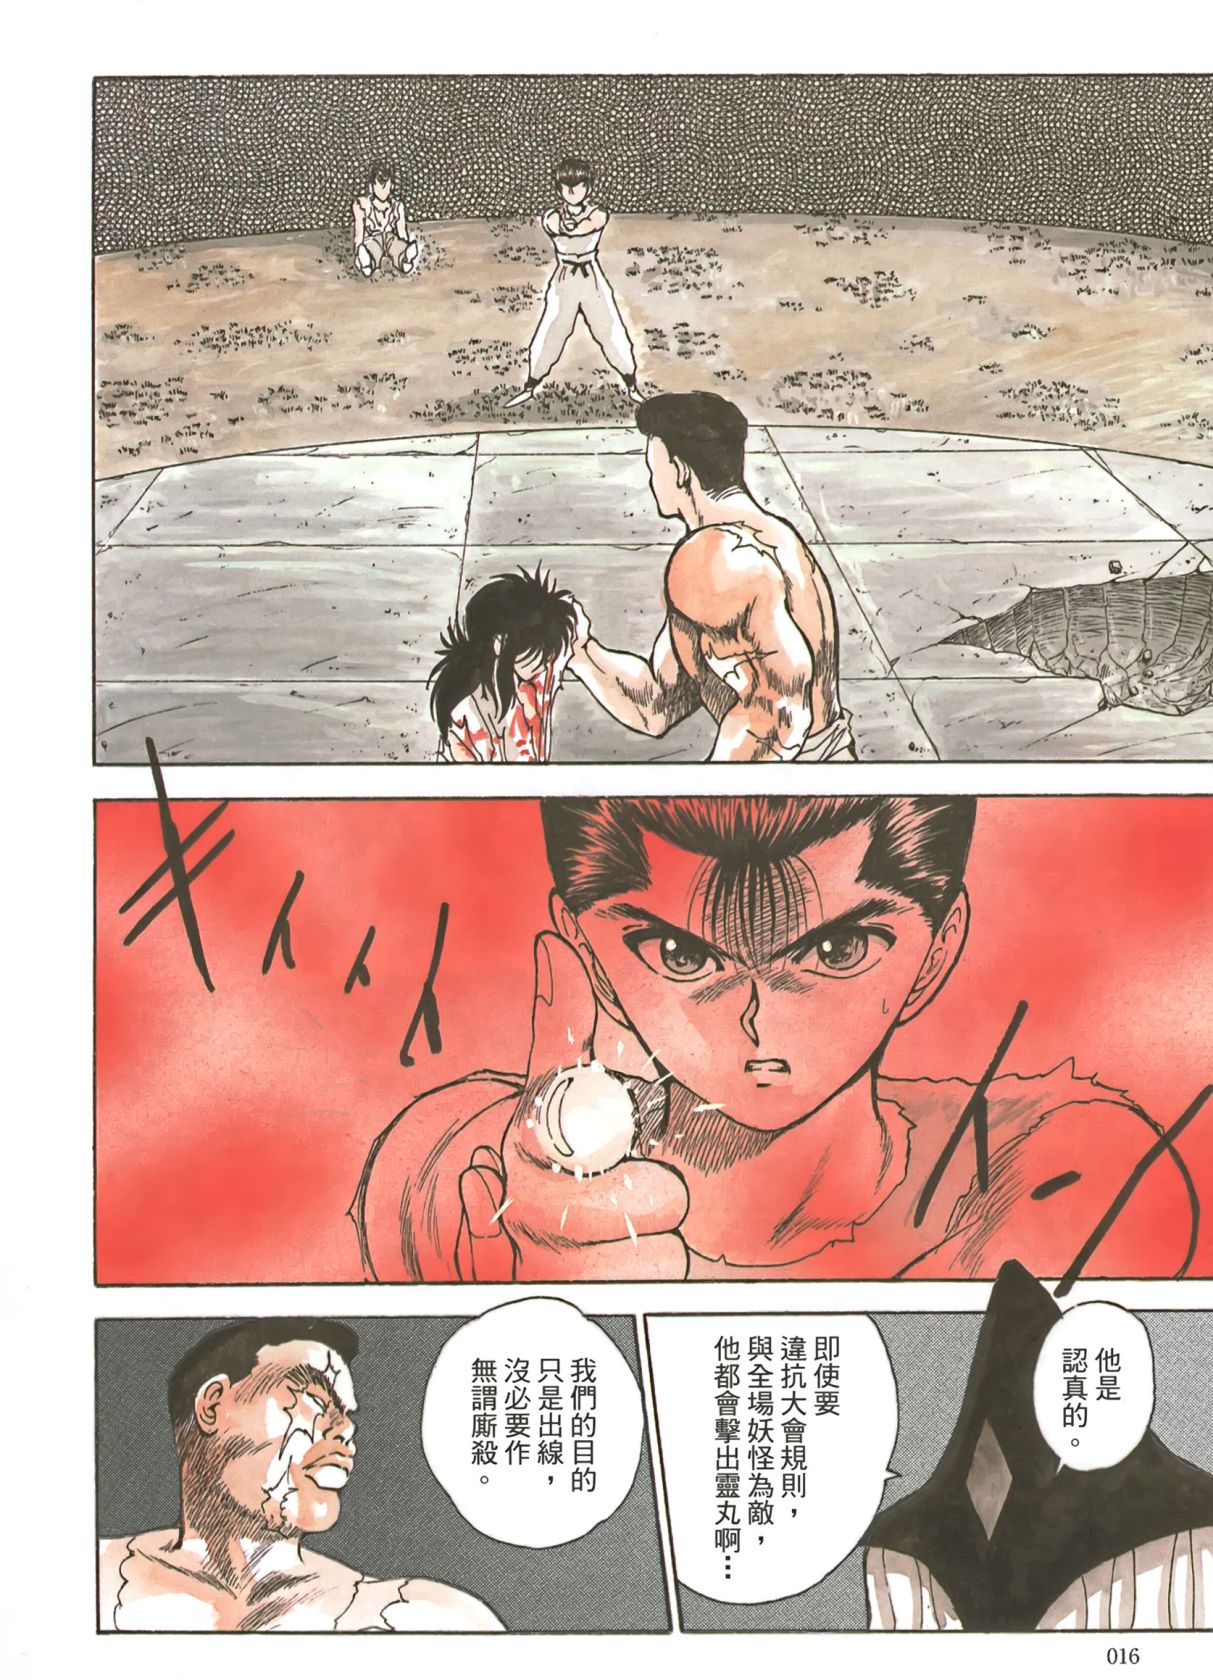 キィィィィィーン
他是
認真的。
即使要
違抗大會規則，
與全場妖怪為敵，
他都會擊出靈丸啊…
我們的目的
只是出線，
沒必要作
無謂廝殺。
016